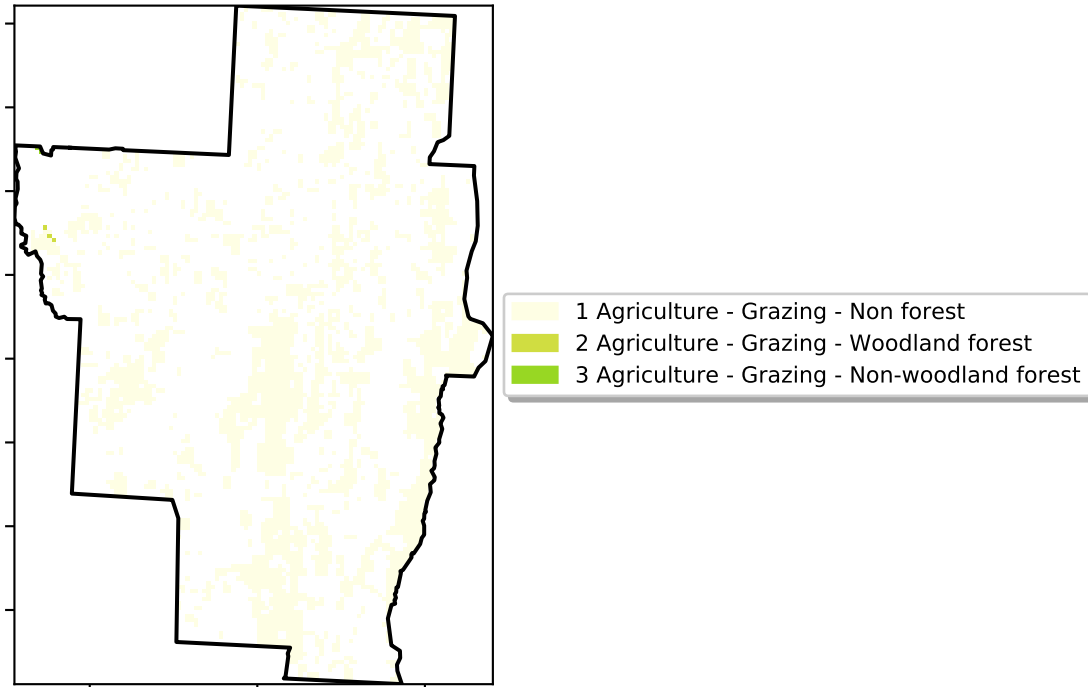 1 Agriculture - Grazing - Non forest
2 Agriculture - Grazing - Woodland forest
3 Agriculture - Grazing - Non-woodland forest